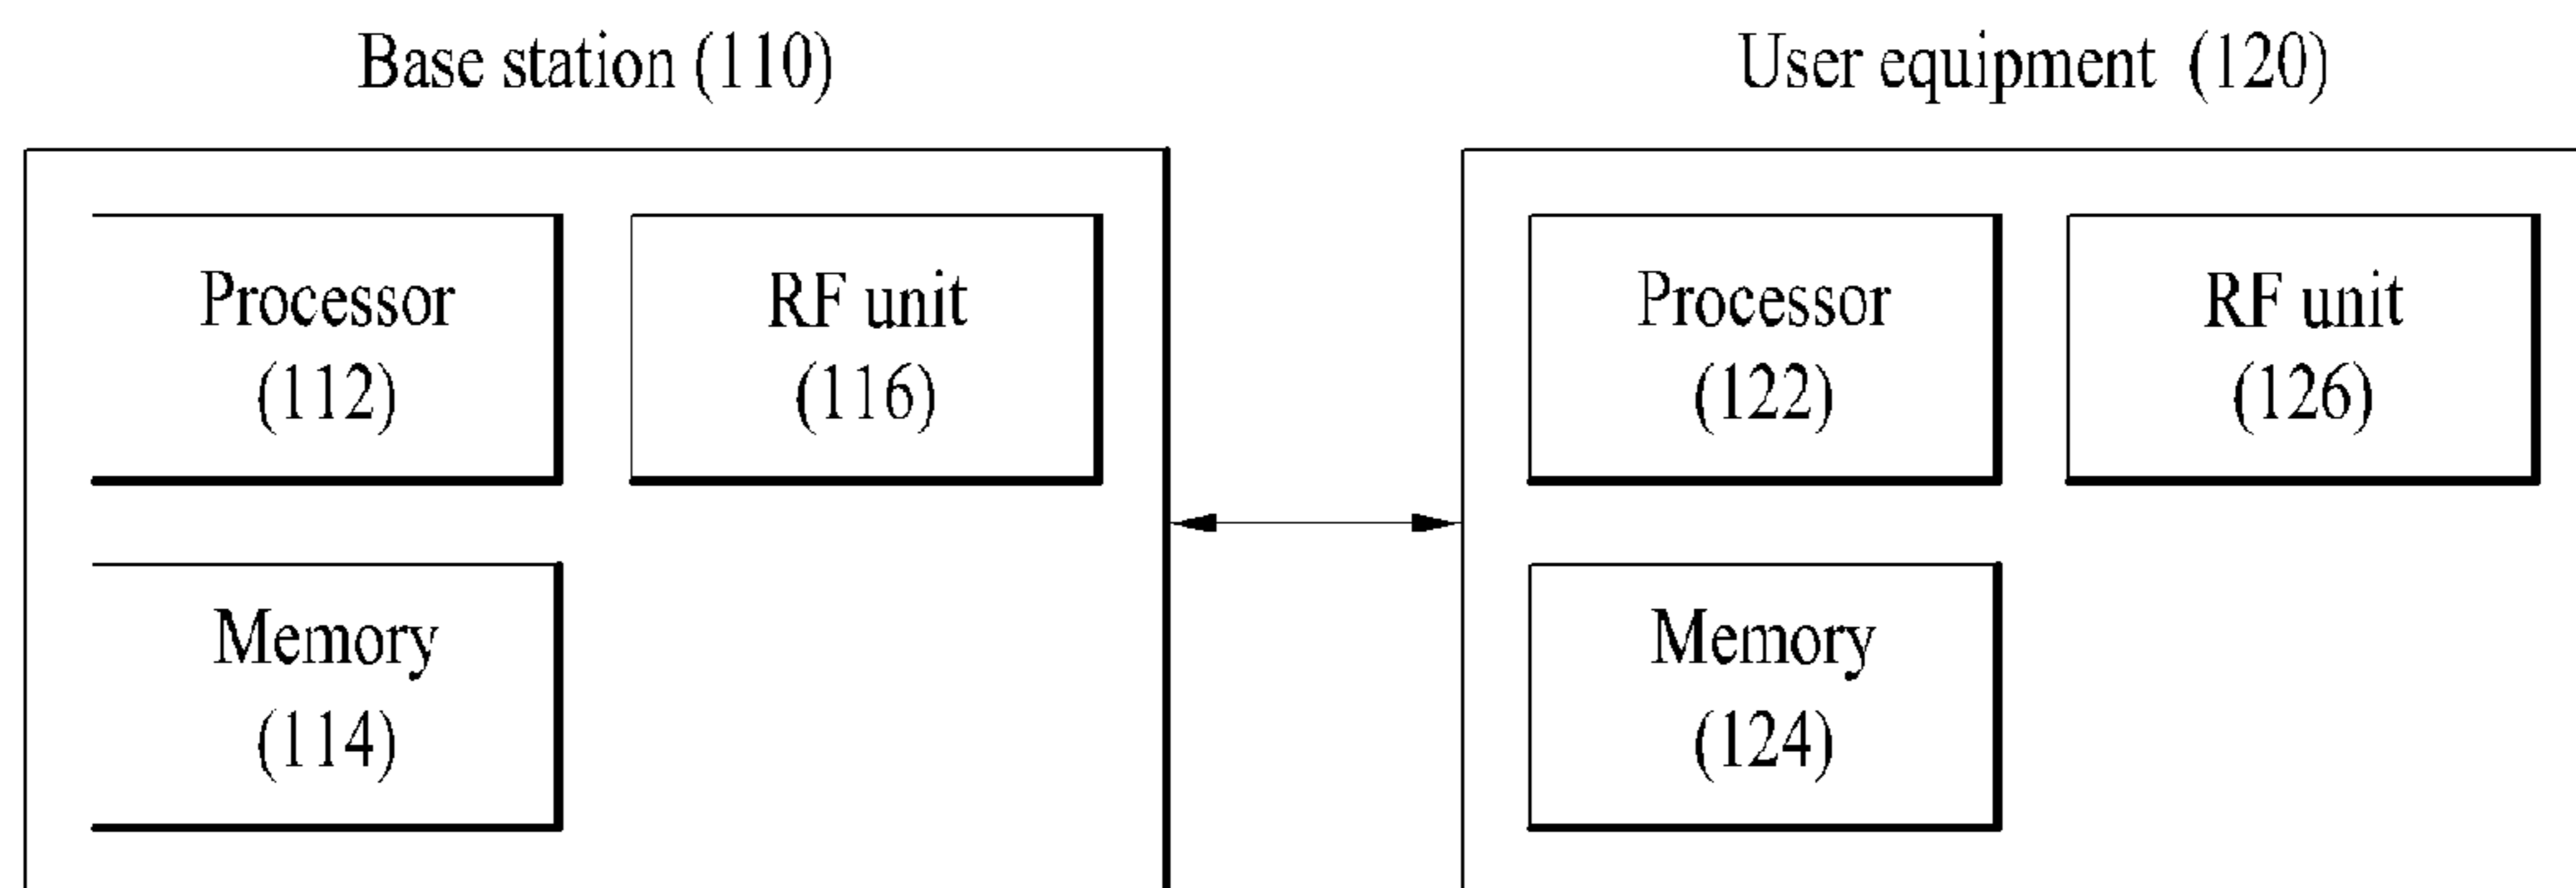 Base station (110)
User equipment (120)
Processor
(112)
RF unit
(116)
Memory
(114)
Processor
(122)
RF unit
(126)
Memory
(124)